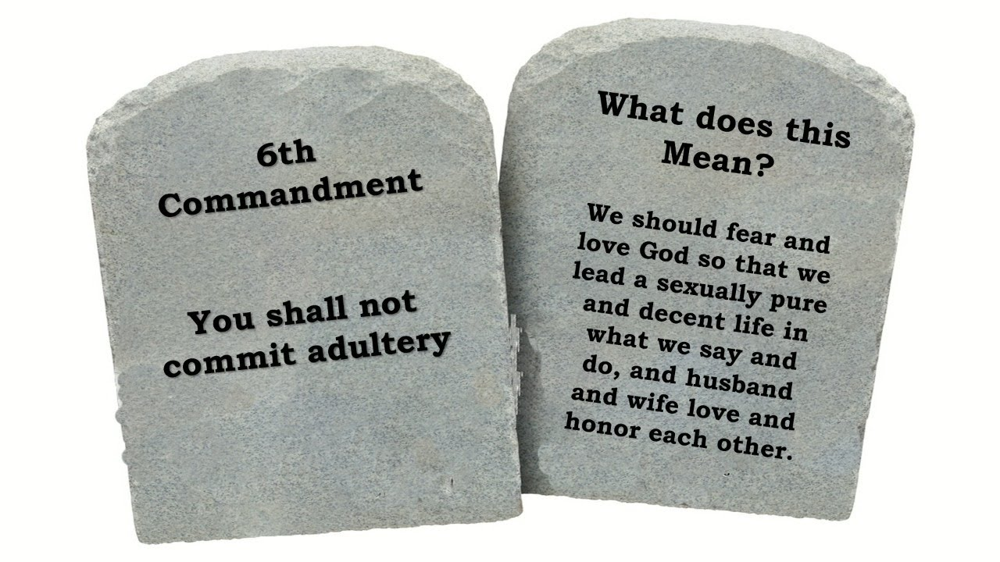 6th
Commandment
You shall not
commit adultery
What does this
Mean?
We should fear and
love God so that we
lead a sexually pure
and decent life in
what we say and
do, and husband
and wife love and
honor each other.